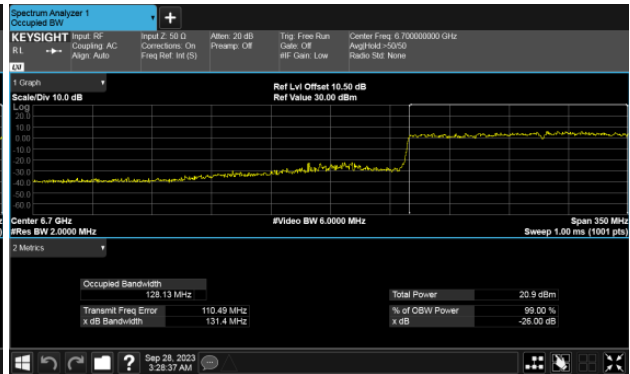 Spectrum Analyzer 1
Occupied BW
+
KEYSIGHT Input: RF Input Z: 50 Ω Atten: 20 dB Trig: Free Run Center Freq: 6.700000000 GHz
RL Coupling: AC Corrections: On Preamp: Off Gate: Off Avg|Hold:>50/50
Align: Auto Freq Ref: Int (S) #IF Gain: Low Radio Std: None
LXI
1 Graph
Ref Lvl Offset 10.50 dB
Scale/Div 10.0 dB Ref Value 30.00 dBm
Log
20.0
10.0
0.00
-10.0
-20.0
-30.0
-40.0
-50.0
-60.0
Center 6.7 GHz #Video BW 6.0000 MHz Span 350 MHz
#Res BW 2.0000 MHz Sweep 1.00 ms (1001 pts)
2 Metrics
Occupied Bandwidth
128.13 MHz Total Power 20.9 dBm
Transmit Freq Error 110.49 MHz % of OBW Power 99.00 %
x dB Bandwidth 131.4 MHz x dB -26.00 dB
? Sep 28, 2023
3:28:37 AM